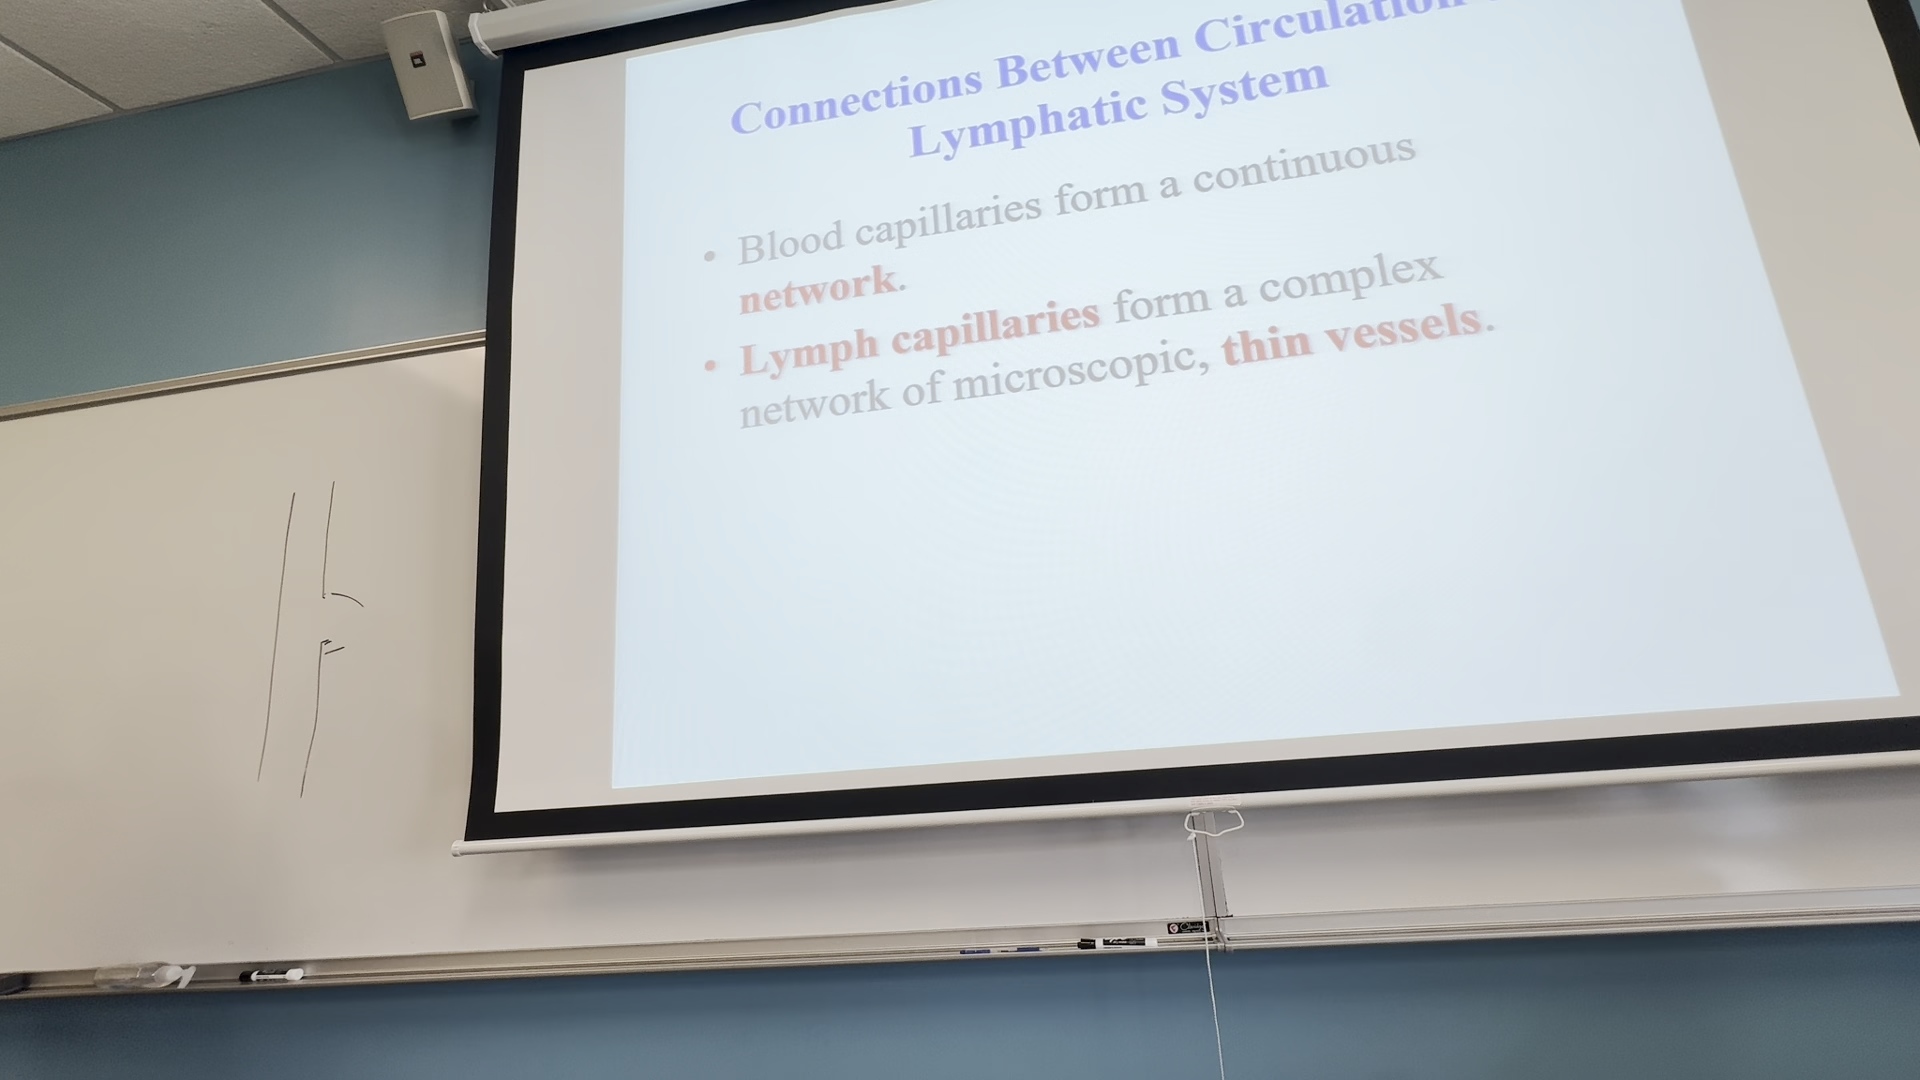 Connections Between Circulation
Lymphatic System
• Blood capillaries form a continuous
network.
• Lymph capillaries form a complex
network of microscopic, thin vessels.